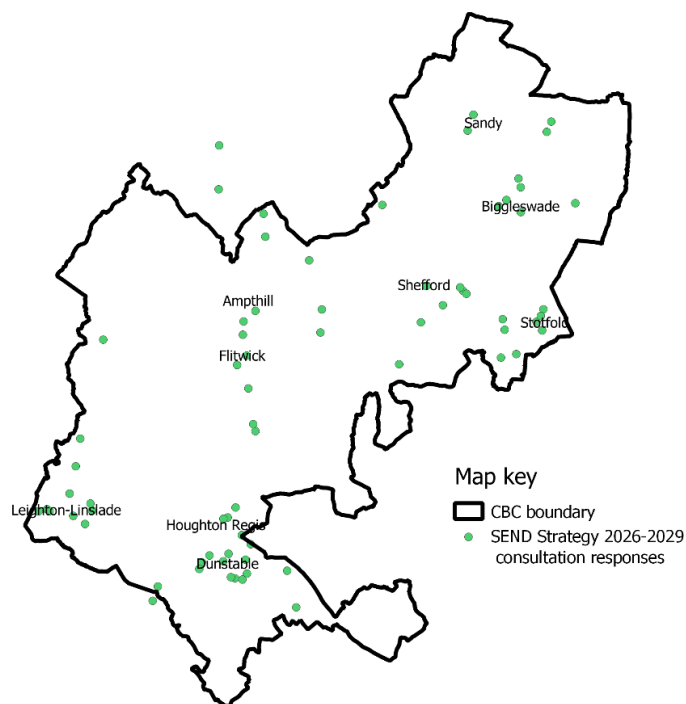 Sandy
Biggleswade
Shefford
Ampthill
Stotfold
Flitwick
Map key
Leighton-Linslade
CBC boundary
Houghton Regis
SEND Strategy 2026-2029
consultation responses
Dunstable